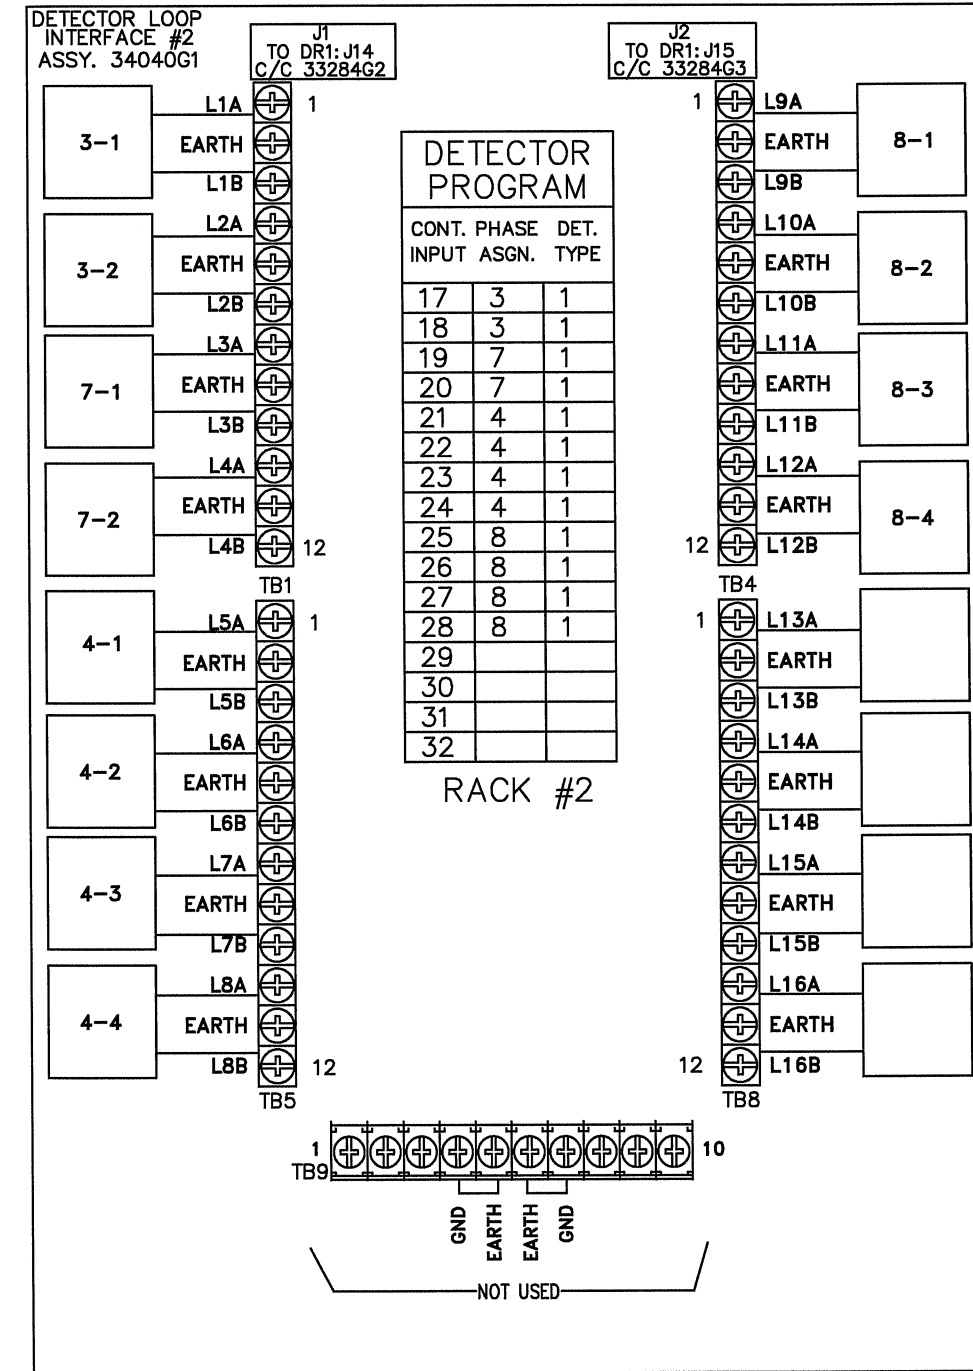 DETECTOR LOOP
INTERFACE #2
ASSY. 34040G1
J1
TO DR1:J14
C/C 33284G2
J2
TO DR1:J15
C/C 33284G3
3-1
L1A
EARTH
L1B
1
3-2
L2A
EARTH
L2B
7-1
L3A
EARTH
L3B
7-2
L4A
EARTH
L4B
12
TB1
4-1
L5A
EARTH
L5B
1
4-2
L6A
EARTH
L6B
4-3
L7A
EARTH
L7B
4-4
L8A
EARTH
L8B
12
TB5
DETECTOR
PROGRAM
CONT. PHASE DET.
INPUT ASGN. TYPE
17 3 1
18 3 1
19 7 1
20 7 1
21 4 1
22 4 1
23 4 1
24 4 1
25 8 1
26 8 1
27 8 1
28 8 1
29
30
31
32
RACK #2
1
L9A
EARTH
L9B
8-1
L10A
EARTH
L10B
8-2
L11A
EARTH
L11B
8-3
L12A
EARTH
12
L12B
8-4
TB4
1
L13A
EARTH
L13B
L14A
EARTH
L14B
L15A
EARTH
L15B
L16A
EARTH
12
L16B
TB8
1
TB9
10
GND
EARTH
EARTH
GND
NOT USED